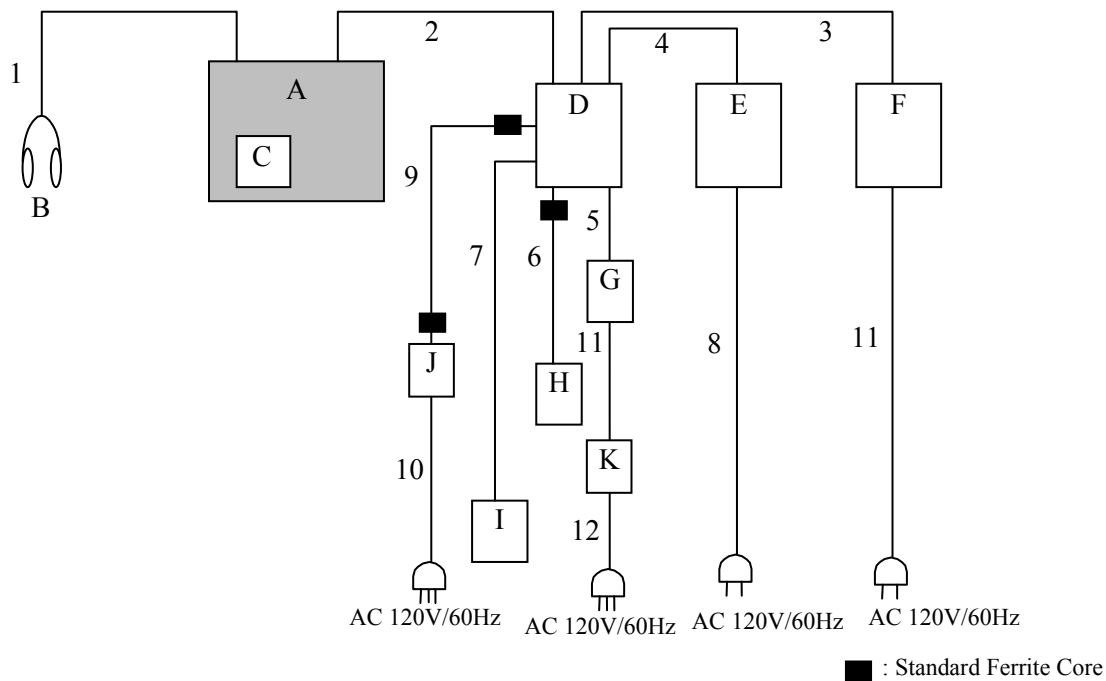 2
3
4
1
A
D
E
F
C
9
B
5
7
6
G
11
8
11
J
H
K
10
I
12
AC 120V/60Hz
AC 120V/60Hz
AC 120V/60Hz
AC 120V/60Hz
: Standard Ferrite Core